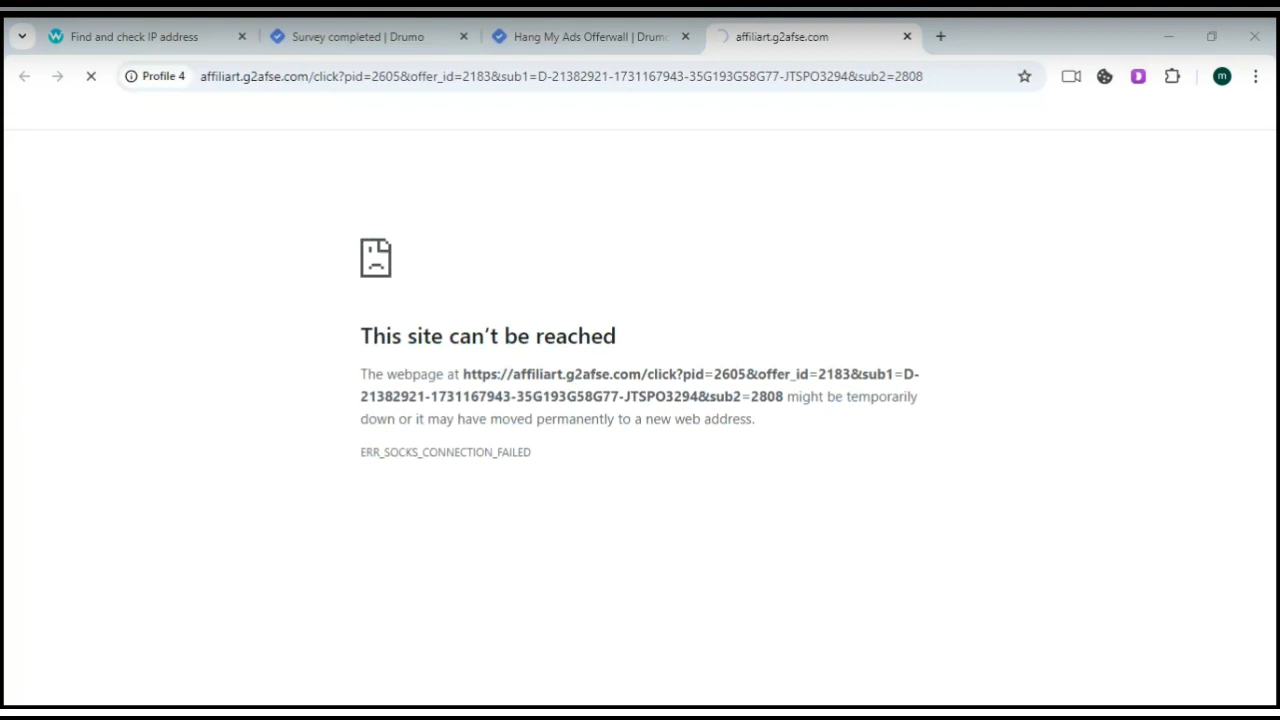 Find and check IP address
Survey completed | Drumo
Hang My Ads Offerwall | Drumo
affiliart.g2afse.com
Profile 4
affiliart.g2afse.com/click?pid=2605&offer_id=2183&sub1=D-21382921-1731167943-35G193G58G77-JTSPO3294&sub2=2808
m
This site can't be reached
The webpage at https://affiliart.g2afse.com/click?pid=2605&offer_id=2183&sub1=D-
21382921-1731167943-35G193G58G77-JTSPO3294&sub2=2808 might be temporarily
down or it may have moved permanently to a new web address.
ERR_SOCKS_CONNECTION_FAILED